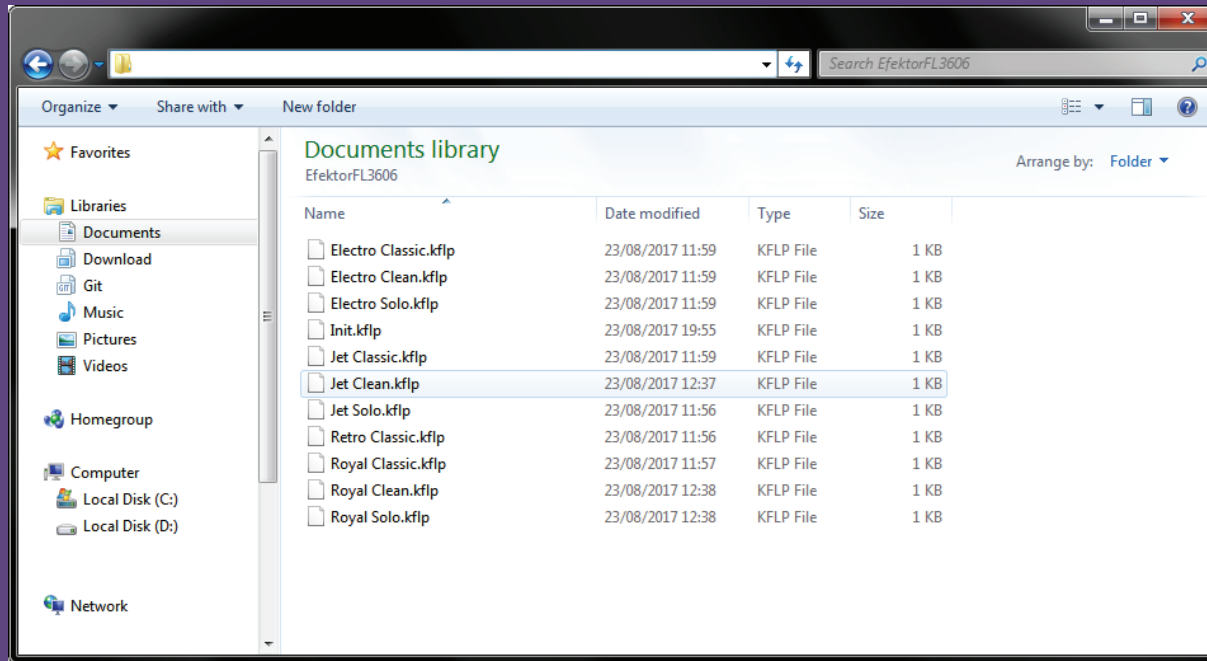 Search EfektorFL3606
Organize Share with New folder
Favorites
Libraries
Documents
Download
Git
Music
Pictures
Videos
Homegroup
Computer
Local Disk (C:)
Local Disk (D:)
Network
Documents library
EfektorFL3606
Arrange by: Folder
Name Date modified Type Size
Electro Classic.kflp 23/08/2017 11:59 KFLP File 1 KB
Electro Clean.kflp 23/08/2017 11:59 KFLP File 1 KB
Electro Solo.kflp 23/08/2017 11:59 KFLP File 1 KB
Init.kflp 23/08/2017 19:55 KFLP File 1 KB
Jet Classic.kflp 23/08/2017 11:59 KFLP File 1 KB
Jet Clean.kflp 23/08/2017 12:37 KFLP File 1 KB
Jet Solo.kflp 23/08/2017 11:56 KFLP File 1 KB
Retro Classic.kflp 23/08/2017 11:56 KFLP File 1 KB
Royal Classic.kflp 23/08/2017 11:57 KFLP File 1 KB
Royal Clean.kflp 23/08/2017 12:38 KFLP File 1 KB
Royal Solo.kflp 23/08/2017 12:38 KFLP File 1 KB